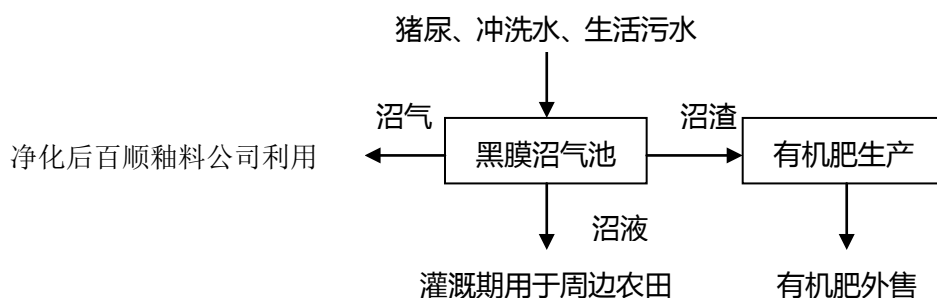 猪尿、冲洗水、生活污水
沼气
沼渣
净化后百顺釉料公司利用
黑膜沼气池
有机肥生产
沼液
灌溉期用于周边农田
有机肥外售